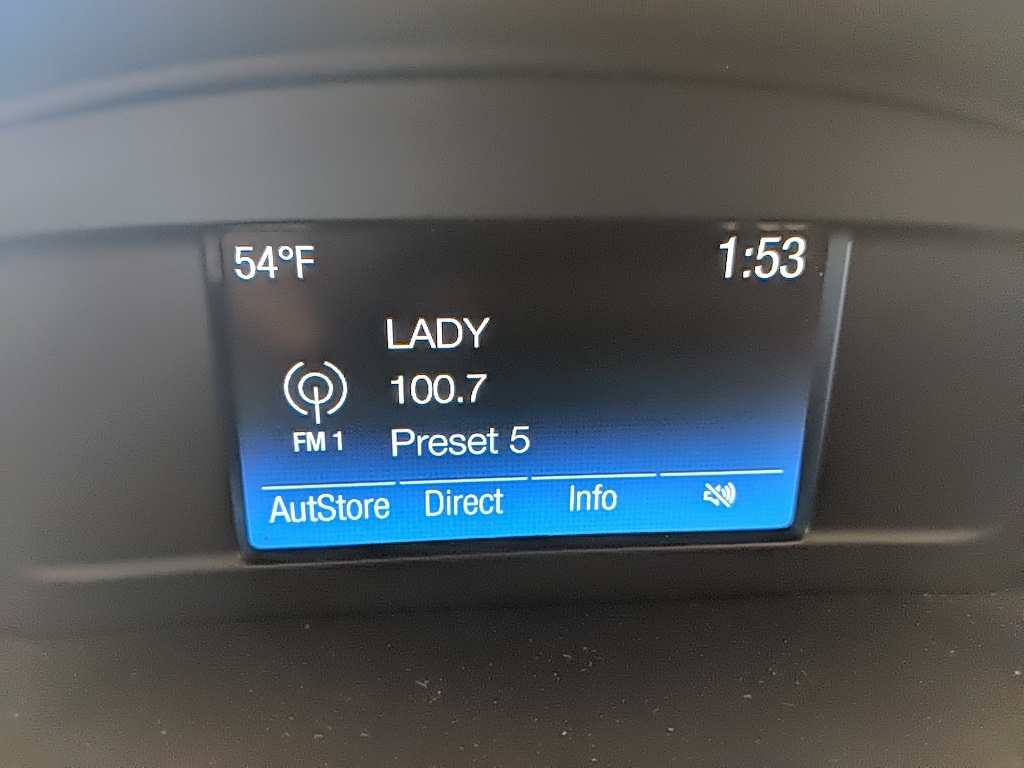 54°F 1:53
LADY
100.7
FM 1 Preset 5
AutStore Direct Info